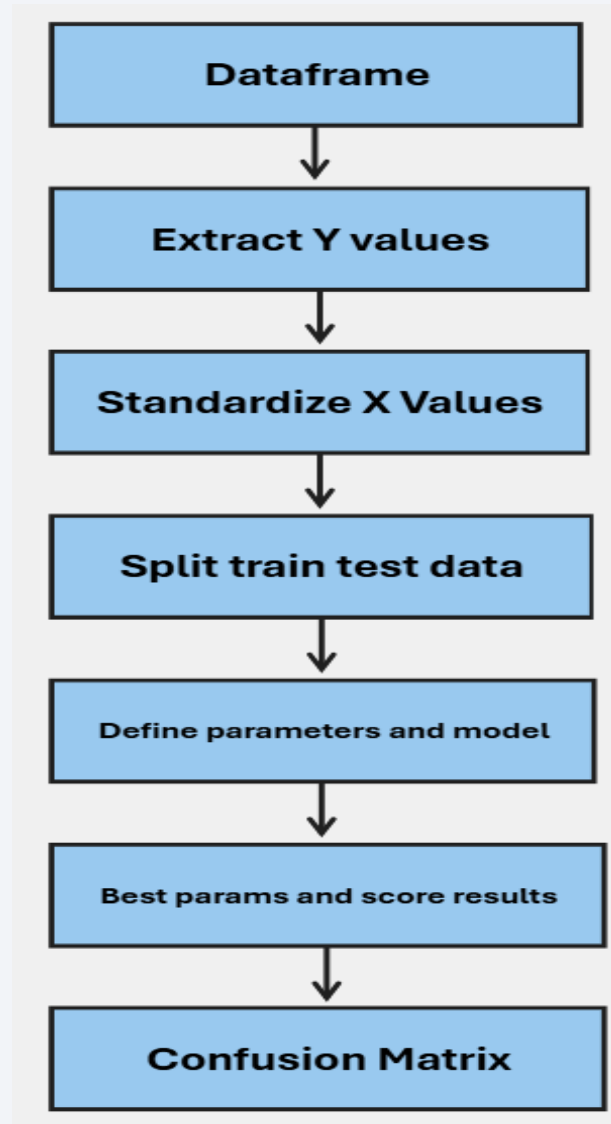 Dataframe
Extract Y values
Standardize X Values
Split train test data
Define parameters and model
Best params and score results
Confusion Matrix